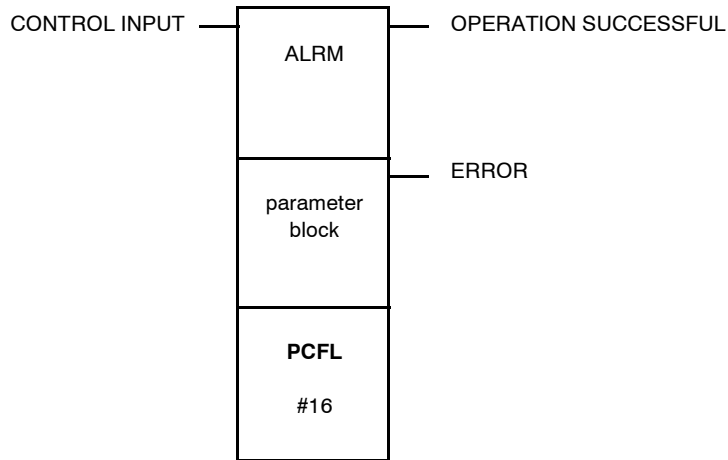 CONTROL INPUT
OPERATION SUCCESSFUL
ALRM
ERROR
parameter
block
PCFL
#16